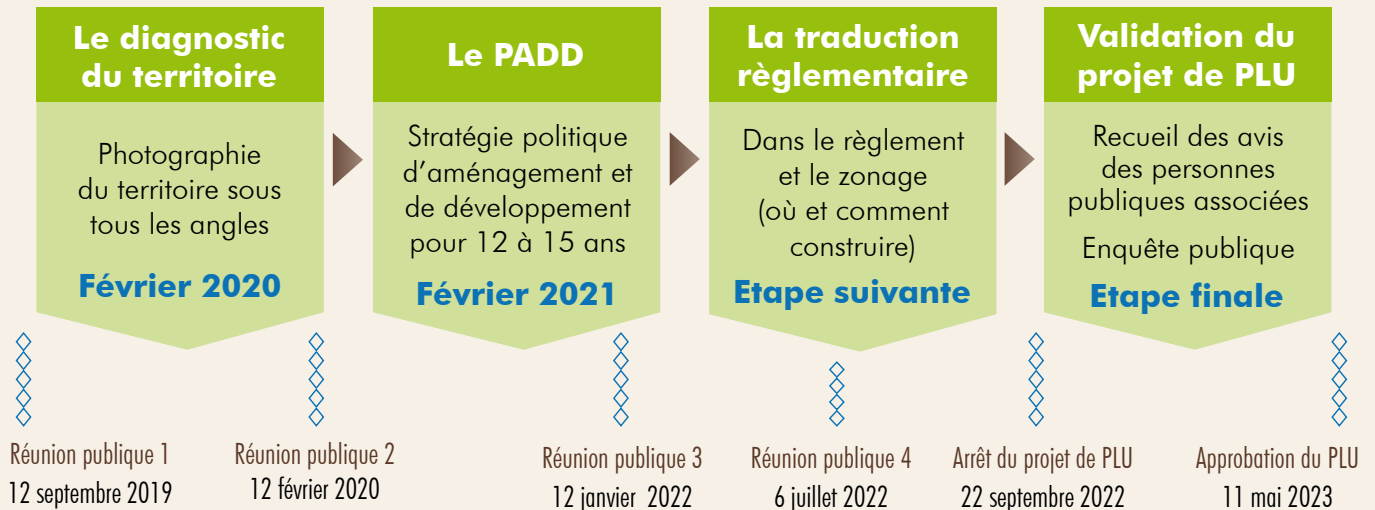 Le diagnostic
du territoire
Photographie
du territoire sous
tous les angles
Février 2020
Le PADD
Stratégie politique
d'aménagement et
de développement
pour 12 à 15 ans
Février 2021
La traduction
règlementaire
Dans le règlement
et le zonage
(où et comment
construire)
Etape suivante
Validation du
projet de PLU
Recueil des avis
des personnes
publiques associées
Enquête publique
Etape finale
Réunion publique 1
12 septembre 2019
Réunion publique 2
12 février 2020
Réunion publique 3
12 janvier 2022
Réunion publique 4
6 juillet 2022
Arrêt du projet de PLU
22 septembre 2022
Approbation du PLU
11 mai 2023